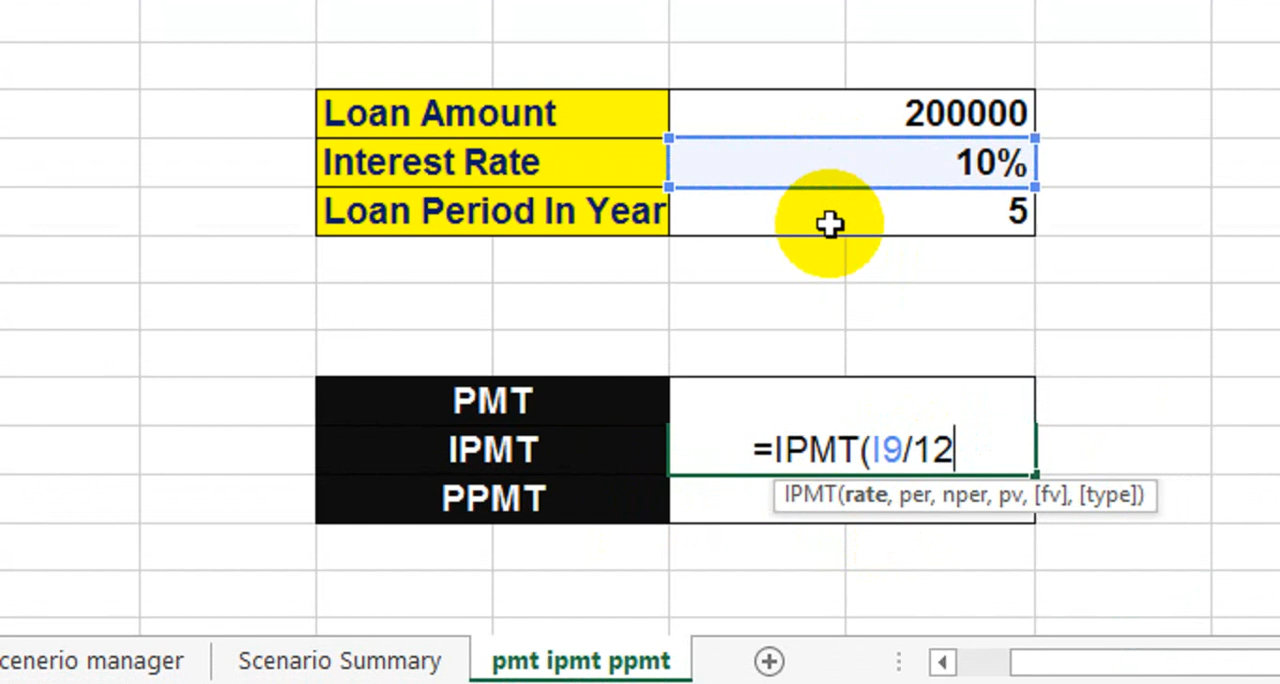 Loan Amount 200000
Interest Rate 10%
Loan Period In Year 5
PMT
IPMT =IPMT(I9/12
IPMT(rate, per, nper, pv, [fv], [type])
PPMT
cenerio manager Scenario Summary pmt ipmt ppmt